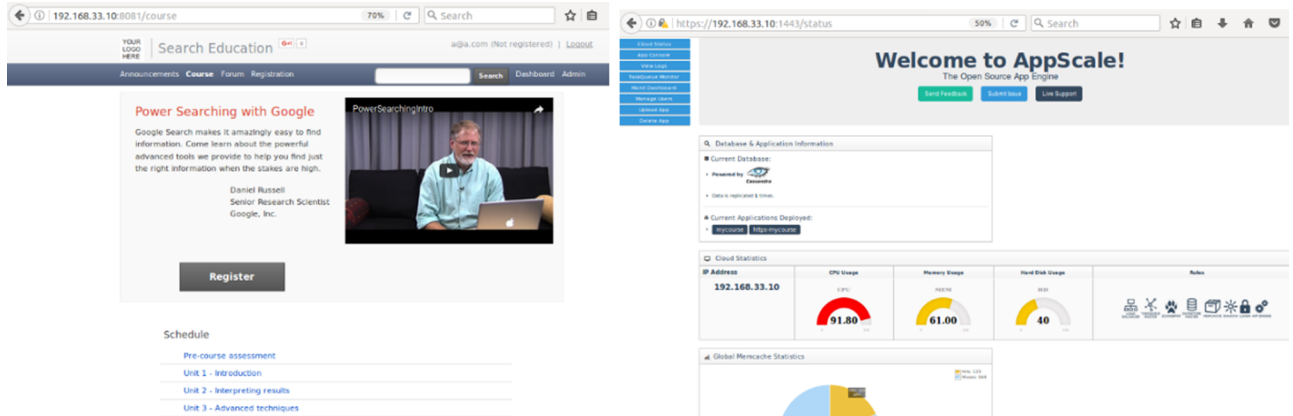 192.168.33.10:8081/course
70%
Search
YOUR
LOGO
HERE
Search Education
a@a.com (Not registered) | Logout
Announcements Course Forum Registration
Search
Dashboard Admin
Power Searching with Google
Google Search makes it amazingly easy to find
information. Come learn about the powerful
advanced tools we provide to help you find just
the right information when the stakes are high.
Daniel Russell
Senior Research Scientist
Google, Inc.
PowerSearchingIntro
Register
Schedule
Pre-course assessment
Unit 1 - Introduction
Unit 2 - Interpreting results
Unit 3 - Advanced techniques
https://192.168.33.10:1443/status
50%
Search
Cloud Status
App Console
View Logs
TaskQueue Monitor
Monit Dashboard
Manage Users
Upload App
Delete App
Welcome to AppScale!
The Open Source App Engine
Send Feedback
Submit Issue
Live Support
Database & Application Information
Current Database:
Powered by
Cassandra
Data is replicated 1 times.
Current Applications Deployed:
mycourse https-mycourse
Cloud Statistics
IP Address
CPU Usage
Memory Usage
Hard Disk Usage
Roles
192.168.33.10
CPU
91.80
MEM
61.00
40
Global Memcache Statistics